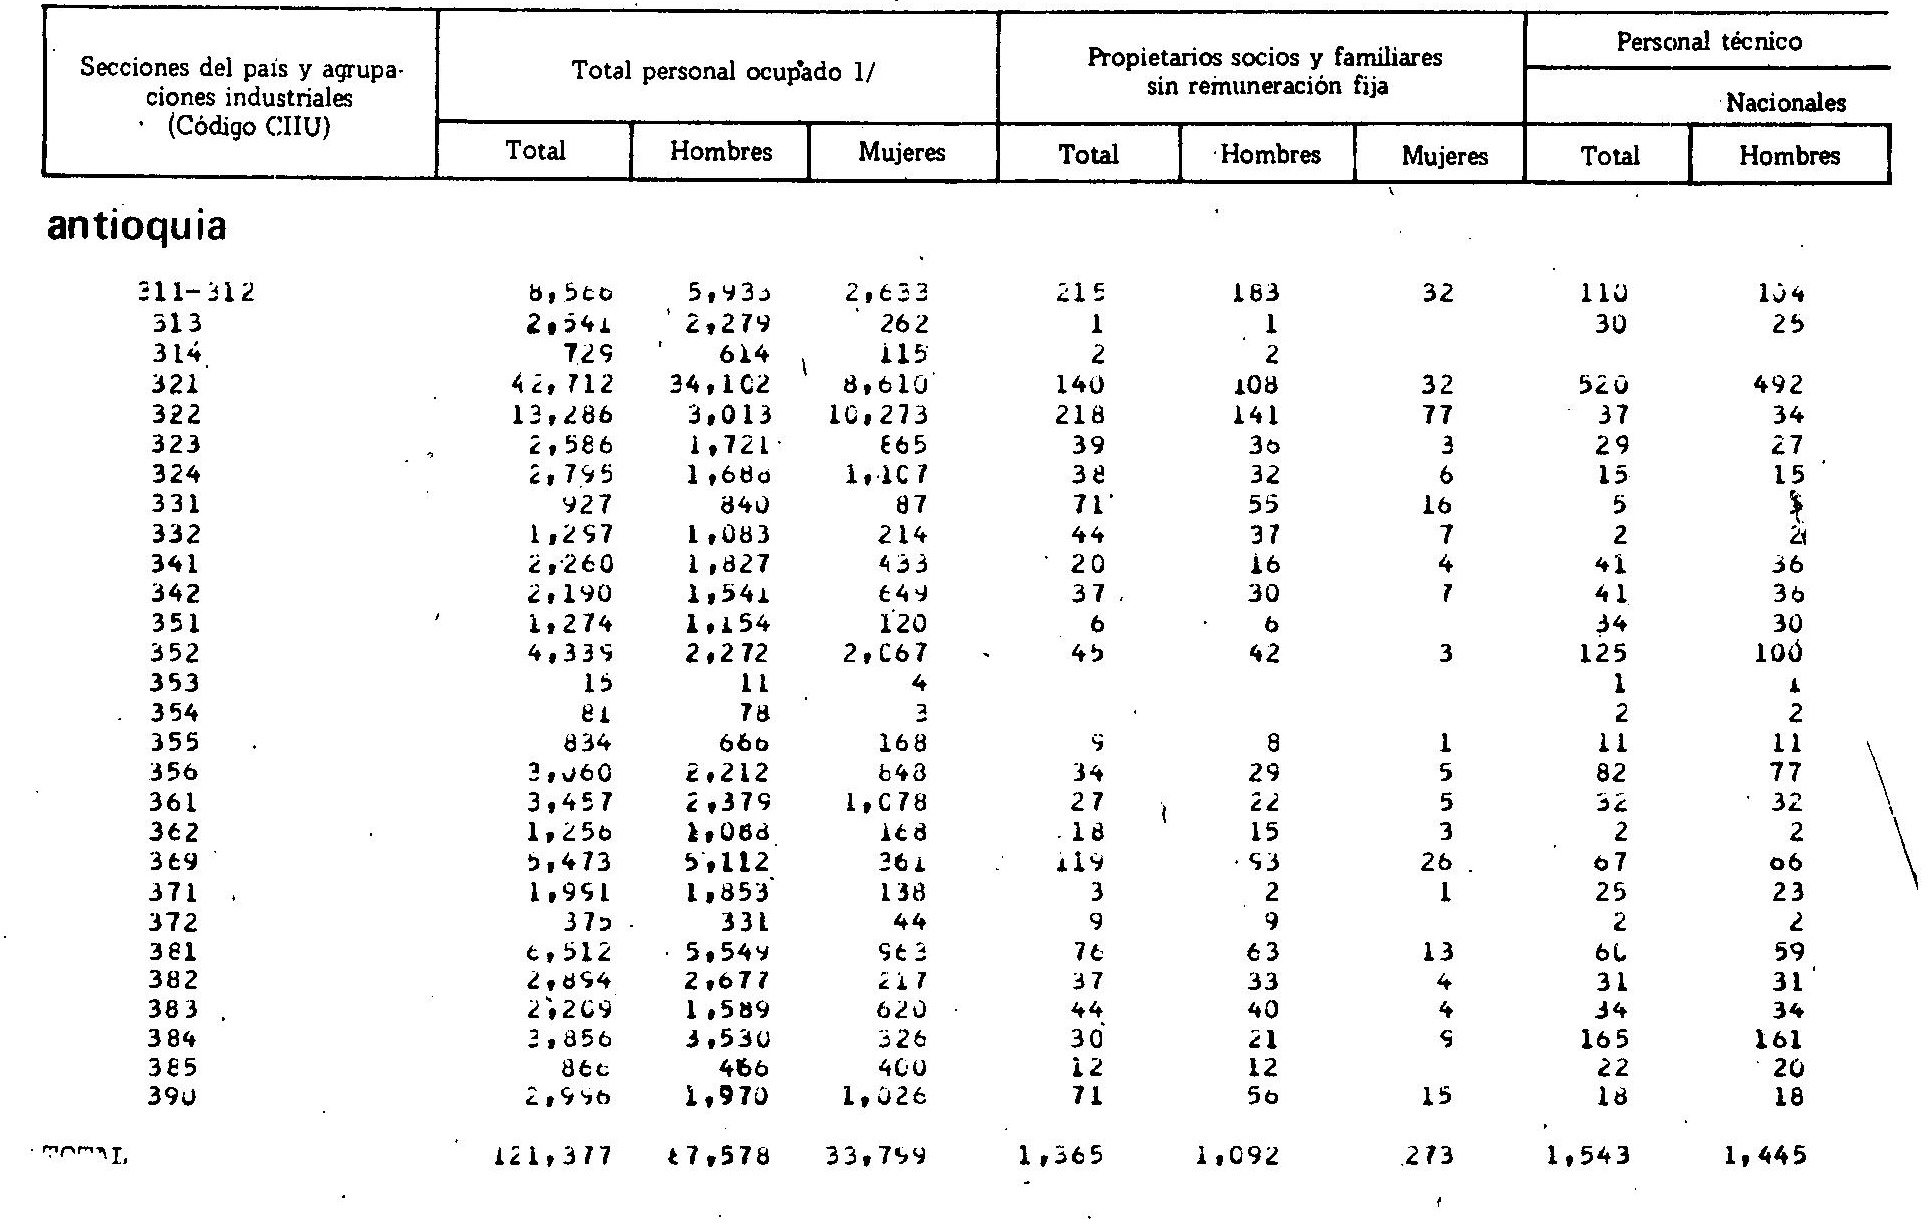 Personal técnico
Secciones del país y agrupa-
ciones industriales
(Código CIIU)
Total personal ocupado 1/
Propietarios socios y familiares
sin remuneración fija
Nacionales
Total Hombres Mujeres Total Hombres Mujeres Total Hombres
antioquia
311-312 8,566 5,933 2,633 215 183 32 110 104
313 2,541 2,279 262 1 1 30 25
314 729 614 115 2 2
321 42,712 34,102 8,610 140 108 32 520 492
322 13,286 3,013 10,273 218 141 77 37 34
323 2,586 1,721 865 39 36 3 29 27
324 2,795 1,688 1,107 38 32 6 15 15
331 927 840 87 71 55 16 5
332 1,297 1,083 214 44 37 7 2 2
341 2,260 1,827 433 20 16 4 41 36
342 2,190 1,541 649 37 30 7 41 36
351 1,274 1,154 120 6 6 34 30
352 4,339 2,272 2,067 45 42 3 125 100
353 15 11 4 1 1
354 81 78 3 2 2
355 834 666 168 9 8 1 11 11
356 3,060 2,212 848 34 29 5 82 77
361 3,457 2,379 1,078 27 22 5 32 32
362 1,256 1,088 168 18 15 3 2 2
369 5,473 5,112 361 119 93 26 67 66
371 1,991 1,853 138 3 2 1 25 23
372 375 331 44 9 9 2 2
381 6,512 5,549 963 76 63 13 60 59
382 2,894 2,677 217 37 33 4 31 31
383 2,209 1,589 620 44 40 4 34 34
384 3,856 3,530 326 30 21 9 165 161
385 866 466 400 12 12 22 20
390 2,996 1,970 1,026 71 56 15 18 18
TOTAL 121,377 87,578 33,799 1,365 1,092 273 1,543 1,445